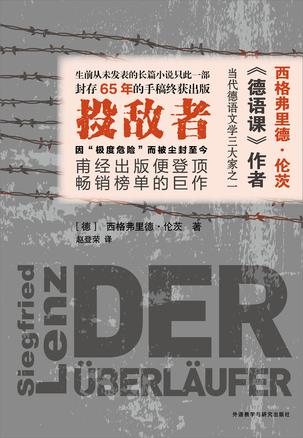 生前从未发表的长篇小说只此一部
封存65年的手稿终获出版
投敌者
因“极度危险”而被尘封至今
甫经出版便登顶
畅销榜单的巨作
西格弗里德·伦茨
《德语课》作者
当代德语文学三大家之一
[德] 西格弗里德·伦茨 著
赵登荣 译
Siegfried
Lenz
DER
ÜBERLÄUFER
外语教学与研究出版社